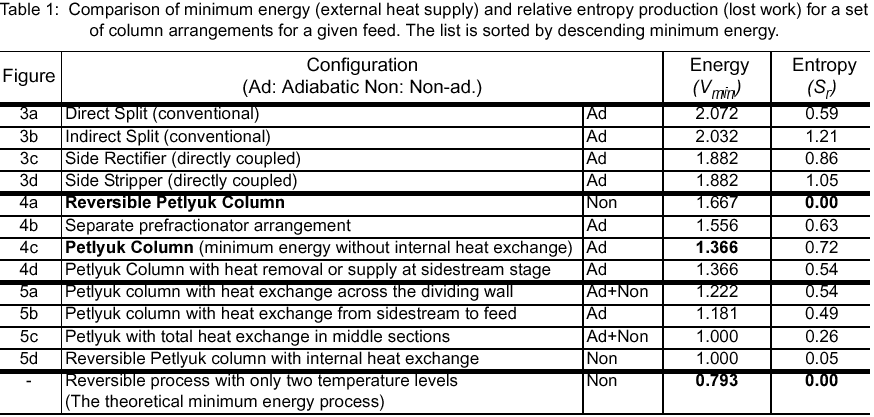 Table 1: Comparison of minimum energy (external heat supply) and relative entropy production (lost work) for a set
of column arrangements for a given feed. The list is sorted by descending minimum energy.
Figure Configuration Energy Entropy
(Ad: Adiabatic Non: Non-ad.) (Vmin) (Sr)
3a Direct Split (conventional) Ad 2.072 0.59
3b Indirect Split (conventional) Ad 2.032 1.21
3c Side Rectifier (directly coupled) Ad 1.882 0.86
3d Side Stripper (directly coupled) Ad 1.882 1.05
4a Reversible Petlyuk Column Non 1.667 0.00
4b Separate prefractionator arrangement Ad 1.556 0.63
4c Petlyuk Column (minimum energy without internal heat exchange) Ad 1.366 0.72
4d Petlyuk Column with heat removal or supply at sidestream stage Ad 1.366 0.54
5a Petlyuk column with heat exchange across the dividing wall Ad+Non 1.222 0.54
5b Petlyuk column with heat exchange from sidestream to feed Ad 1.181 0.49
5c Petlyuk with total heat exchange in middle sections Ad+Non 1.000 0.26
5d Reversible Petlyuk column with internal heat exchange Non 1.000 0.05
- Reversible process with only two temperature levels Non 0.793 0.00
(The theoretical minimum energy process)